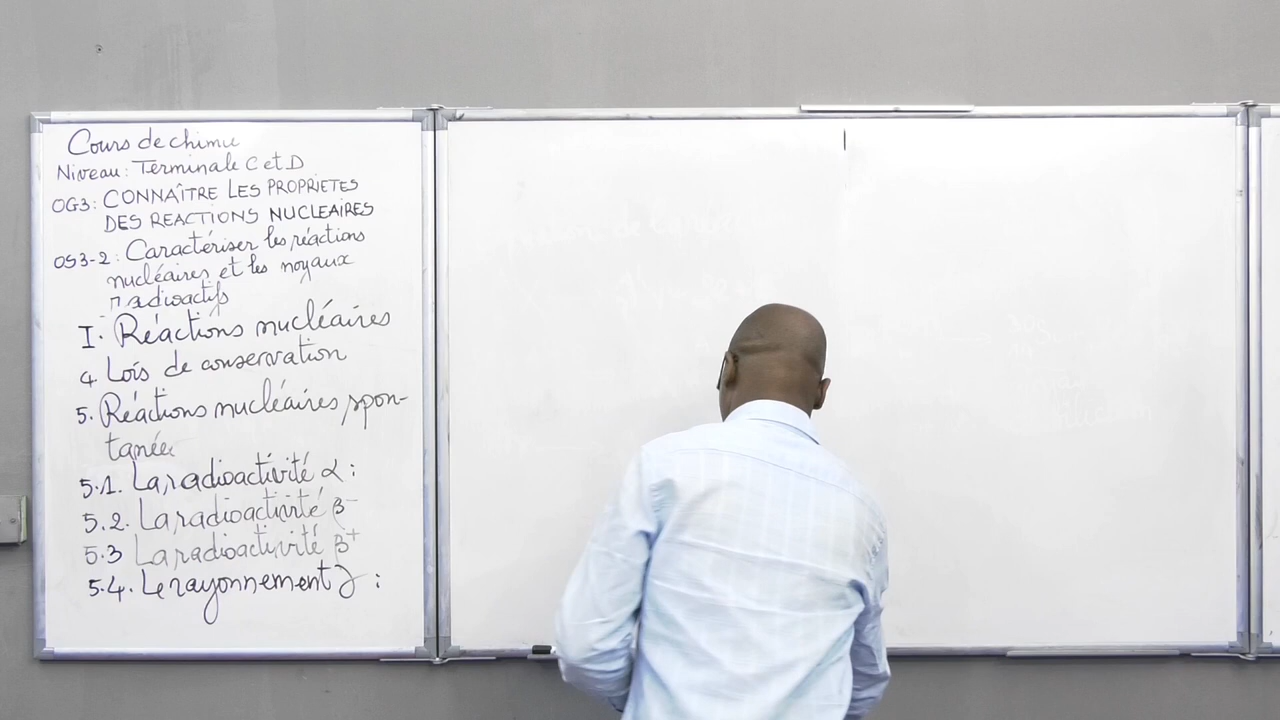 Cours de chimie
Niveau : Terminale C et D
OG3 : CONNAÎTRE LES PROPRIETES
DES REACTIONS NUCLEAIRES
OS3-2 : Caractériser les réactions
nucléaires et les noyaux
radioactifs
I. Réactions nucléaires
4. Lois de conservation
5. Réactions nucléaires spon-
tanées
5.1. La radioactivité α :
5.2. La radioactivité β⁻
5.3 La radioactivité β⁺
5.4. Le rayonnement γ :